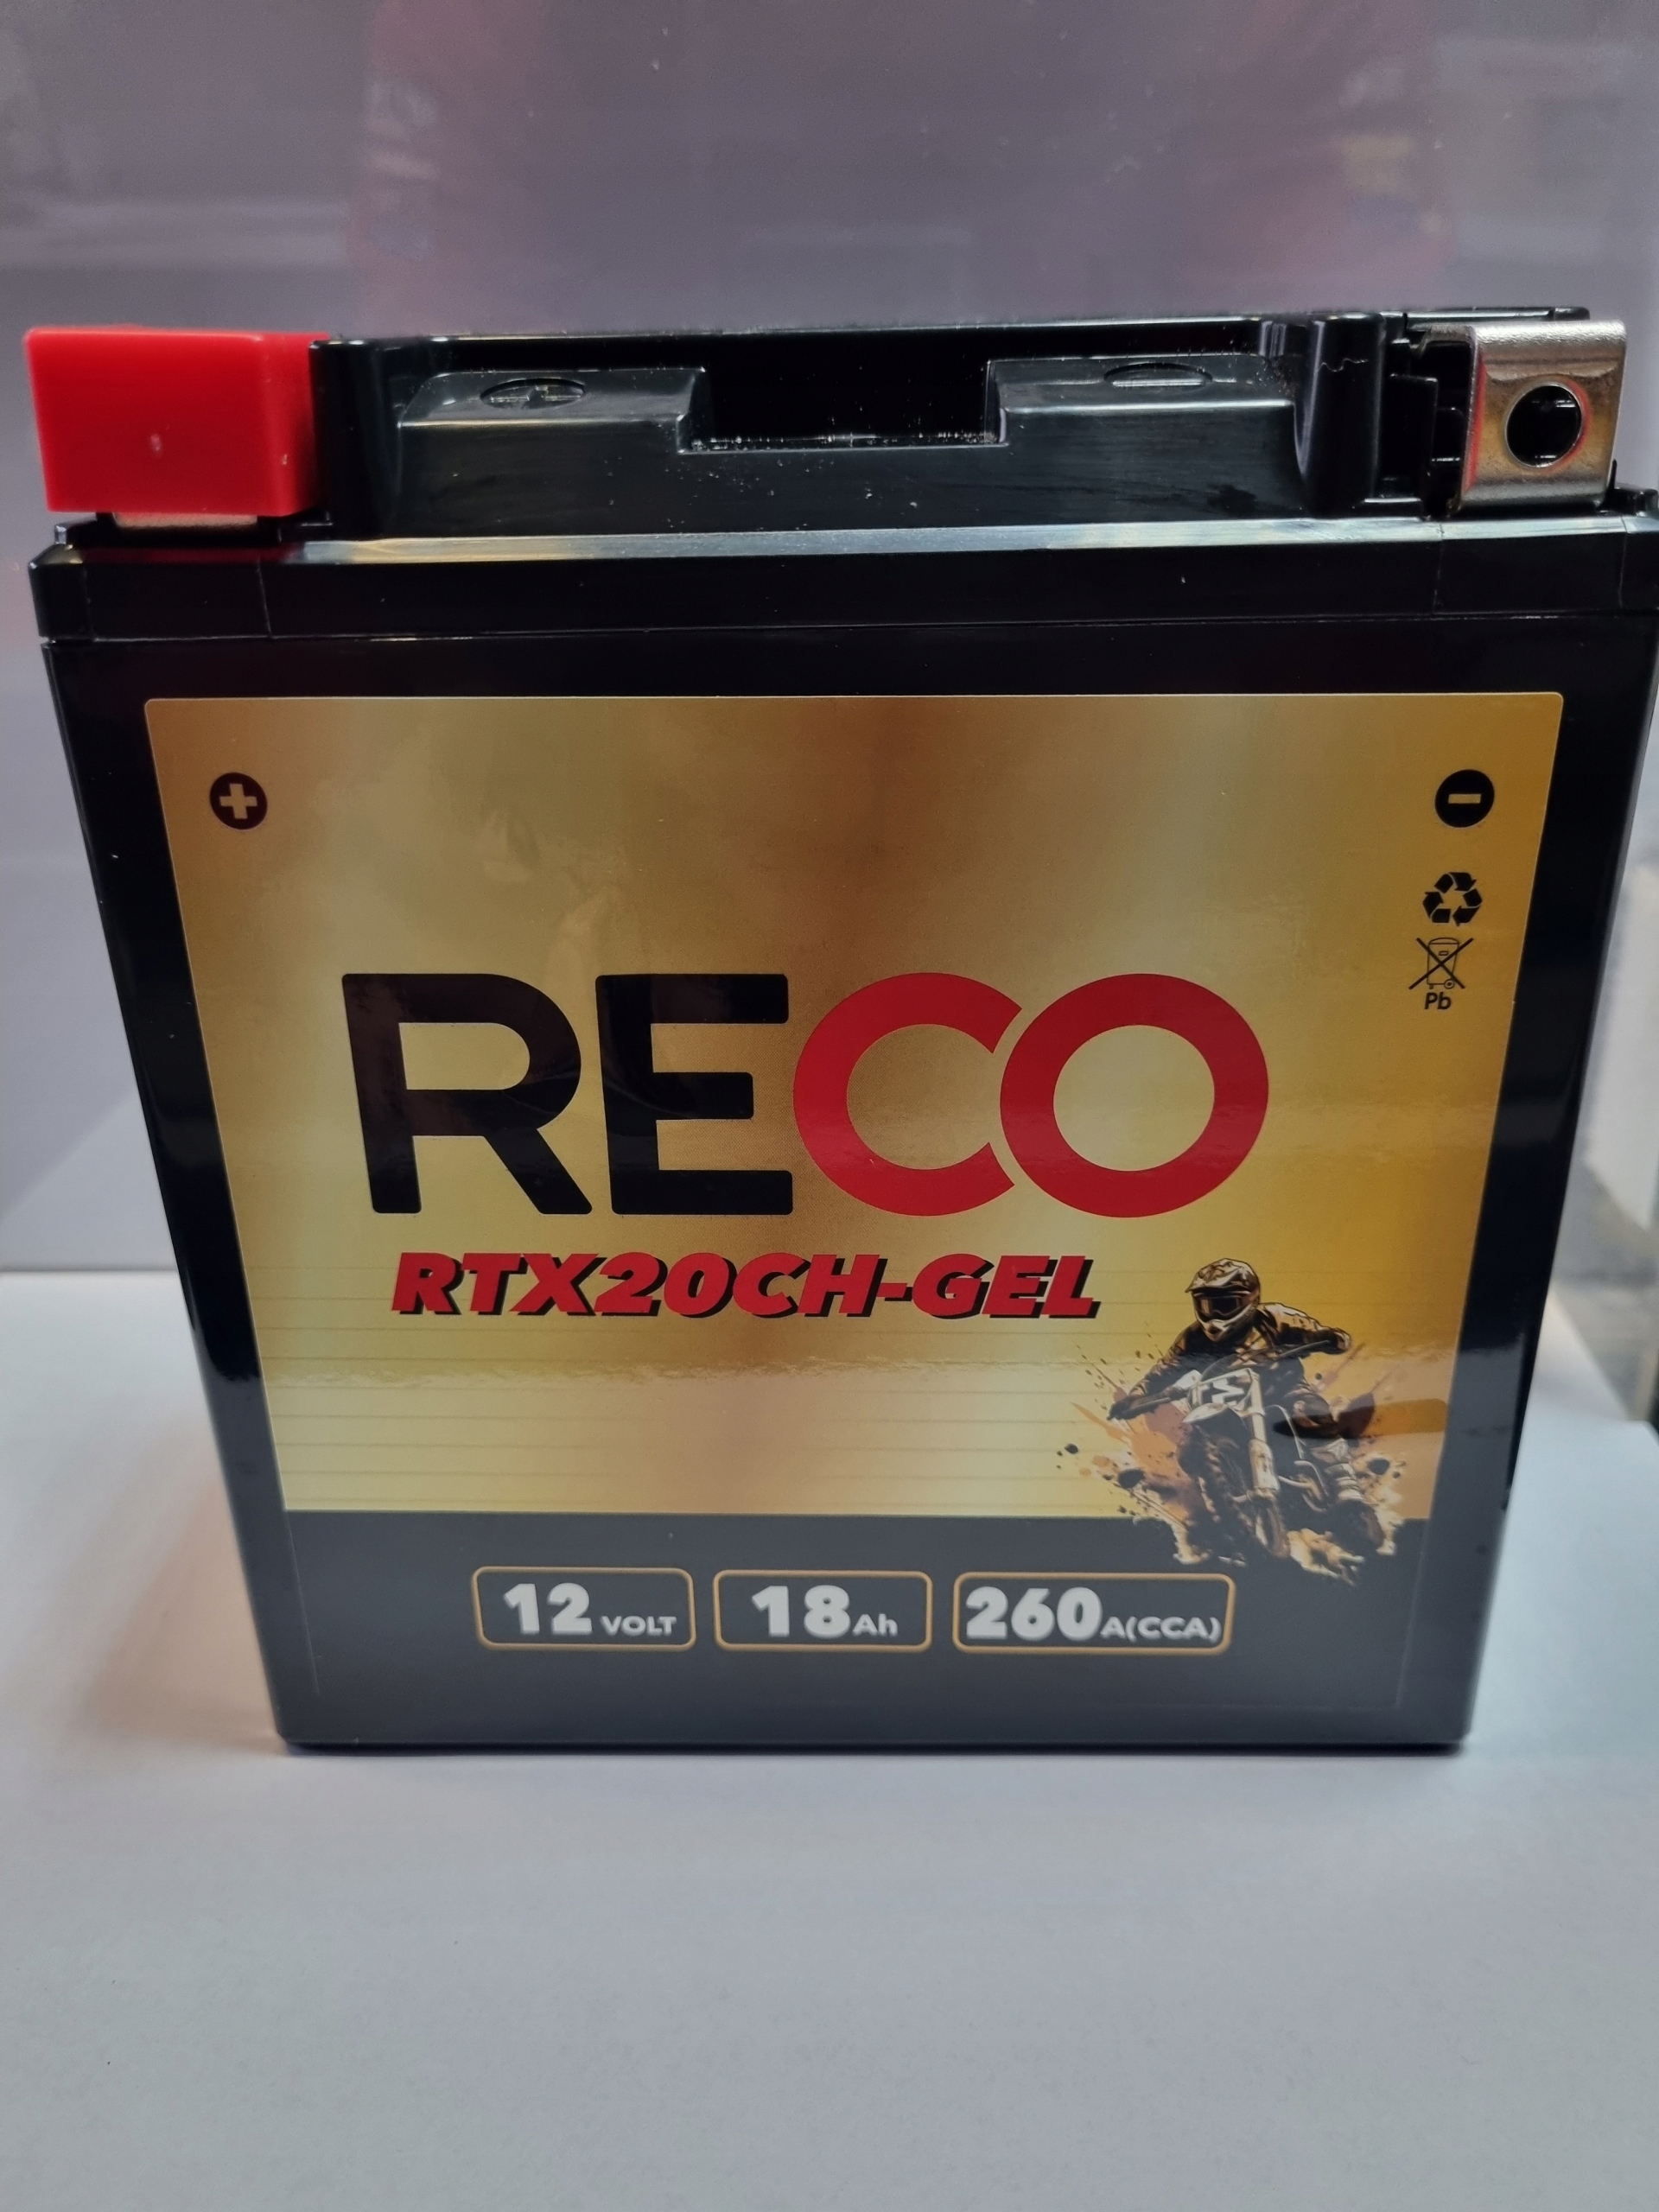 RECO
Pb
RTX20CH-GEL
12 VOLT
18Ah
260A(CCA)